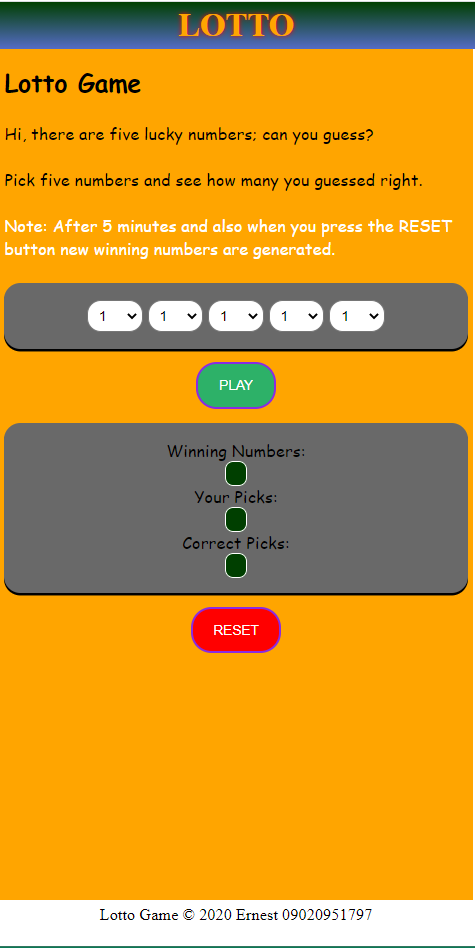 LOTTO
Lotto Game
Hi, there are five lucky numbers; can you guess?
Pick five numbers and see how many you guessed right.
Note: After 5 minutes and also when you press the RESET
button new winning numbers are generated.
1 1 1 1 1
PLAY
Winning Numbers:
Your Picks:
Correct Picks:
RESET
Lotto Game © 2020 Ernest 09020951797